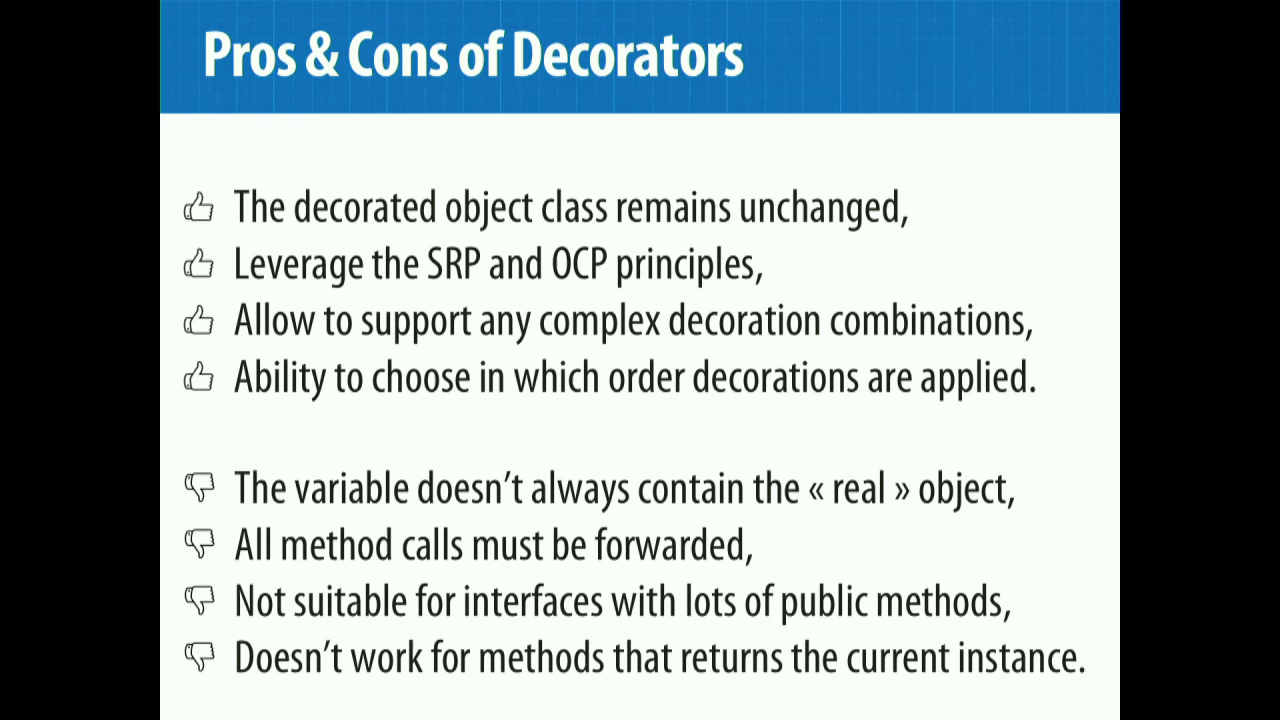 Pros & Cons of Decorators
The decorated object class remains unchanged,
Leverage the SRP and OCP principles,
Allow to support any complex decoration combinations,
Ability to choose in which order decorations are applied.
The variable doesn’t always contain the « real » object,
All method calls must be forwarded,
Not suitable for interfaces with lots of public methods,
Doesn’t work for methods that returns the current instance.